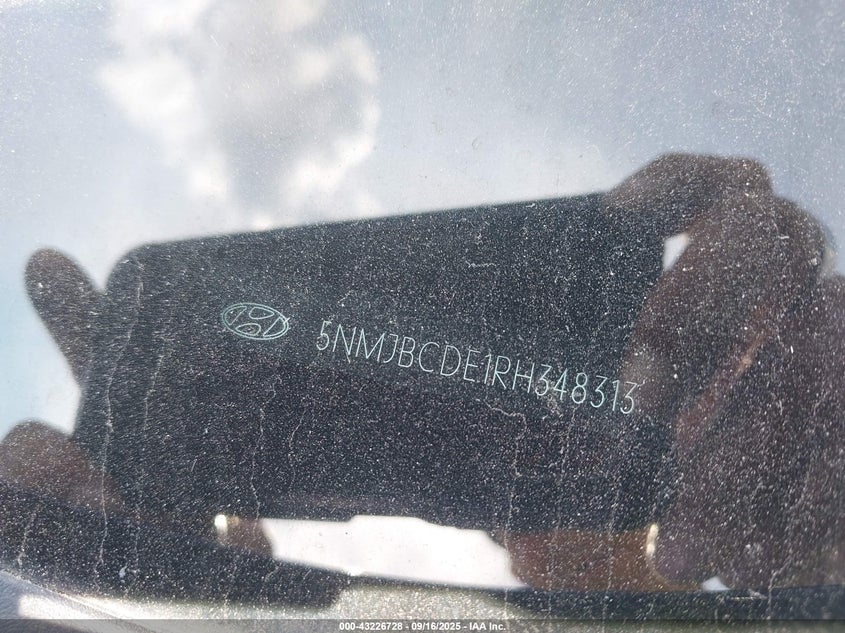 5NMJBCDE1RH348313
000-43226728 - 09/16/2025 - IAA Inc.